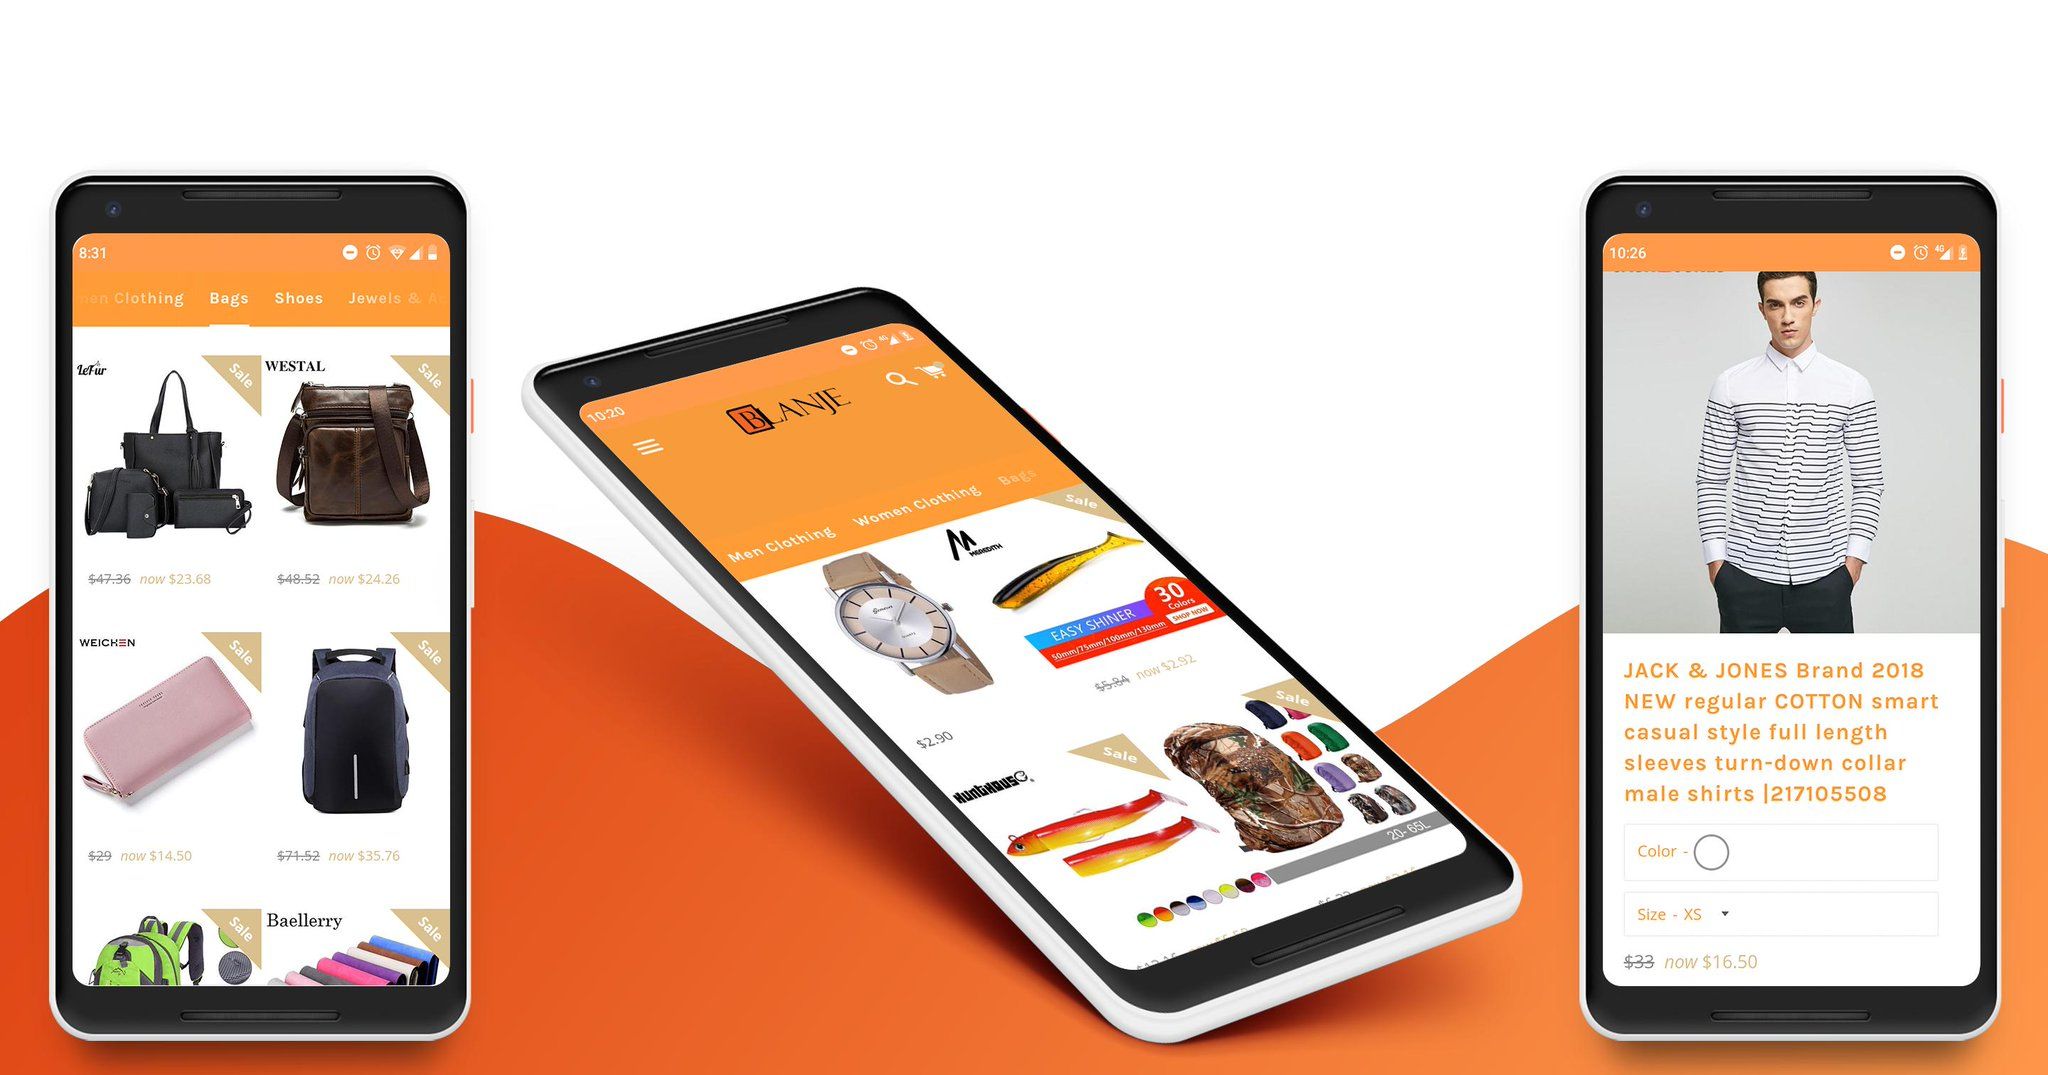 8:31
en Clothing Bags Shoes Jewels & A
LeFur
Sale
WESTAL
Sale
$47.36 now $23.68
$48.52 now $24.26
WEICHEN
Sale
Sale
$29 now $14.50
$71.52 now $35.76
Sale
Baellerry
Sale
10:20
4G
BLANJE
Men Clothing Women Clothing Bags
Sale
Geneva
QUARTZ
MEREDITH
30
Colors
SHOP NOW
EASY SHINER
50mm/75mm/100mm/130mm
$5.84 now $2.92
$2.90
Sale
Sale
HUNTHOUSE
20- 65L
10:26
4G
JACK & JONES Brand 2018
NEW regular COTTON smart
casual style full length
sleeves turn-down collar
male shirts |217105508
Color -
Size - XS
$33 now $16.50